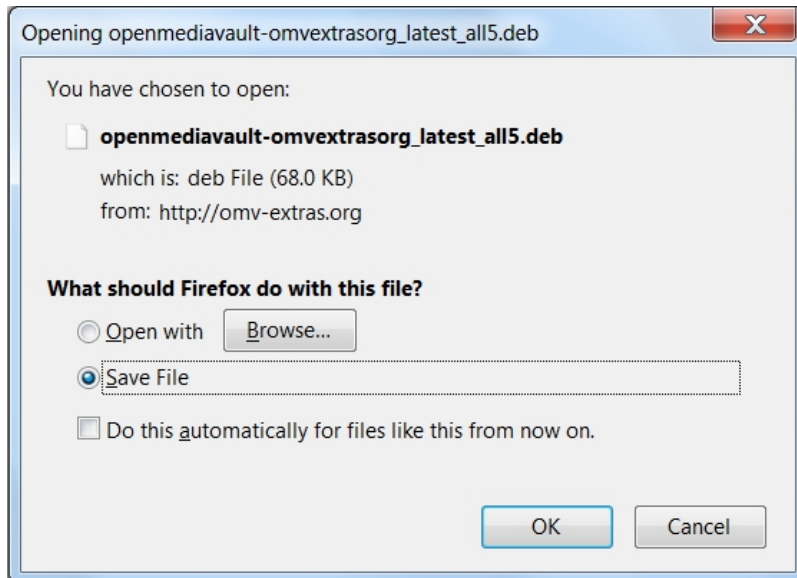 Opening openmediavault-omvextrasorg_latest_all5.deb
You have chosen to open:
openmediavault-omvextrasorg_latest_all5.deb
which is: deb File (68.0 KB)
from: http://omv-extras.org
What should Firefox do with this file?
Open with Browse...
Save File
Do this automatically for files like this from now on.
OK Cancel